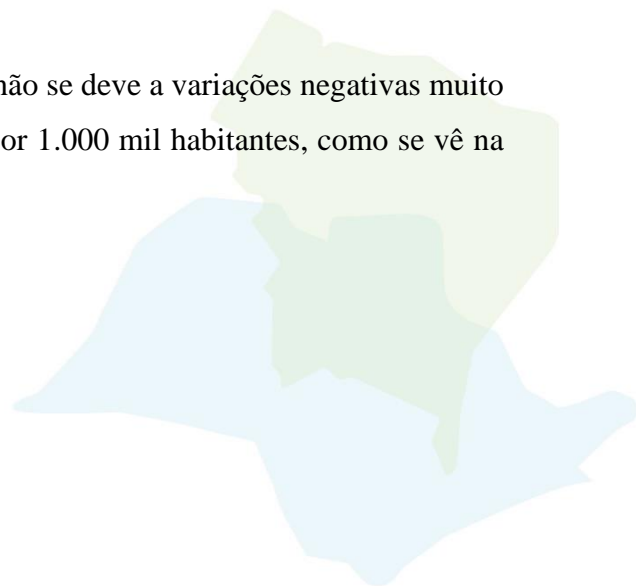 não se deve a variações negativas muito
or 1.000 mil habitantes, como se vê na